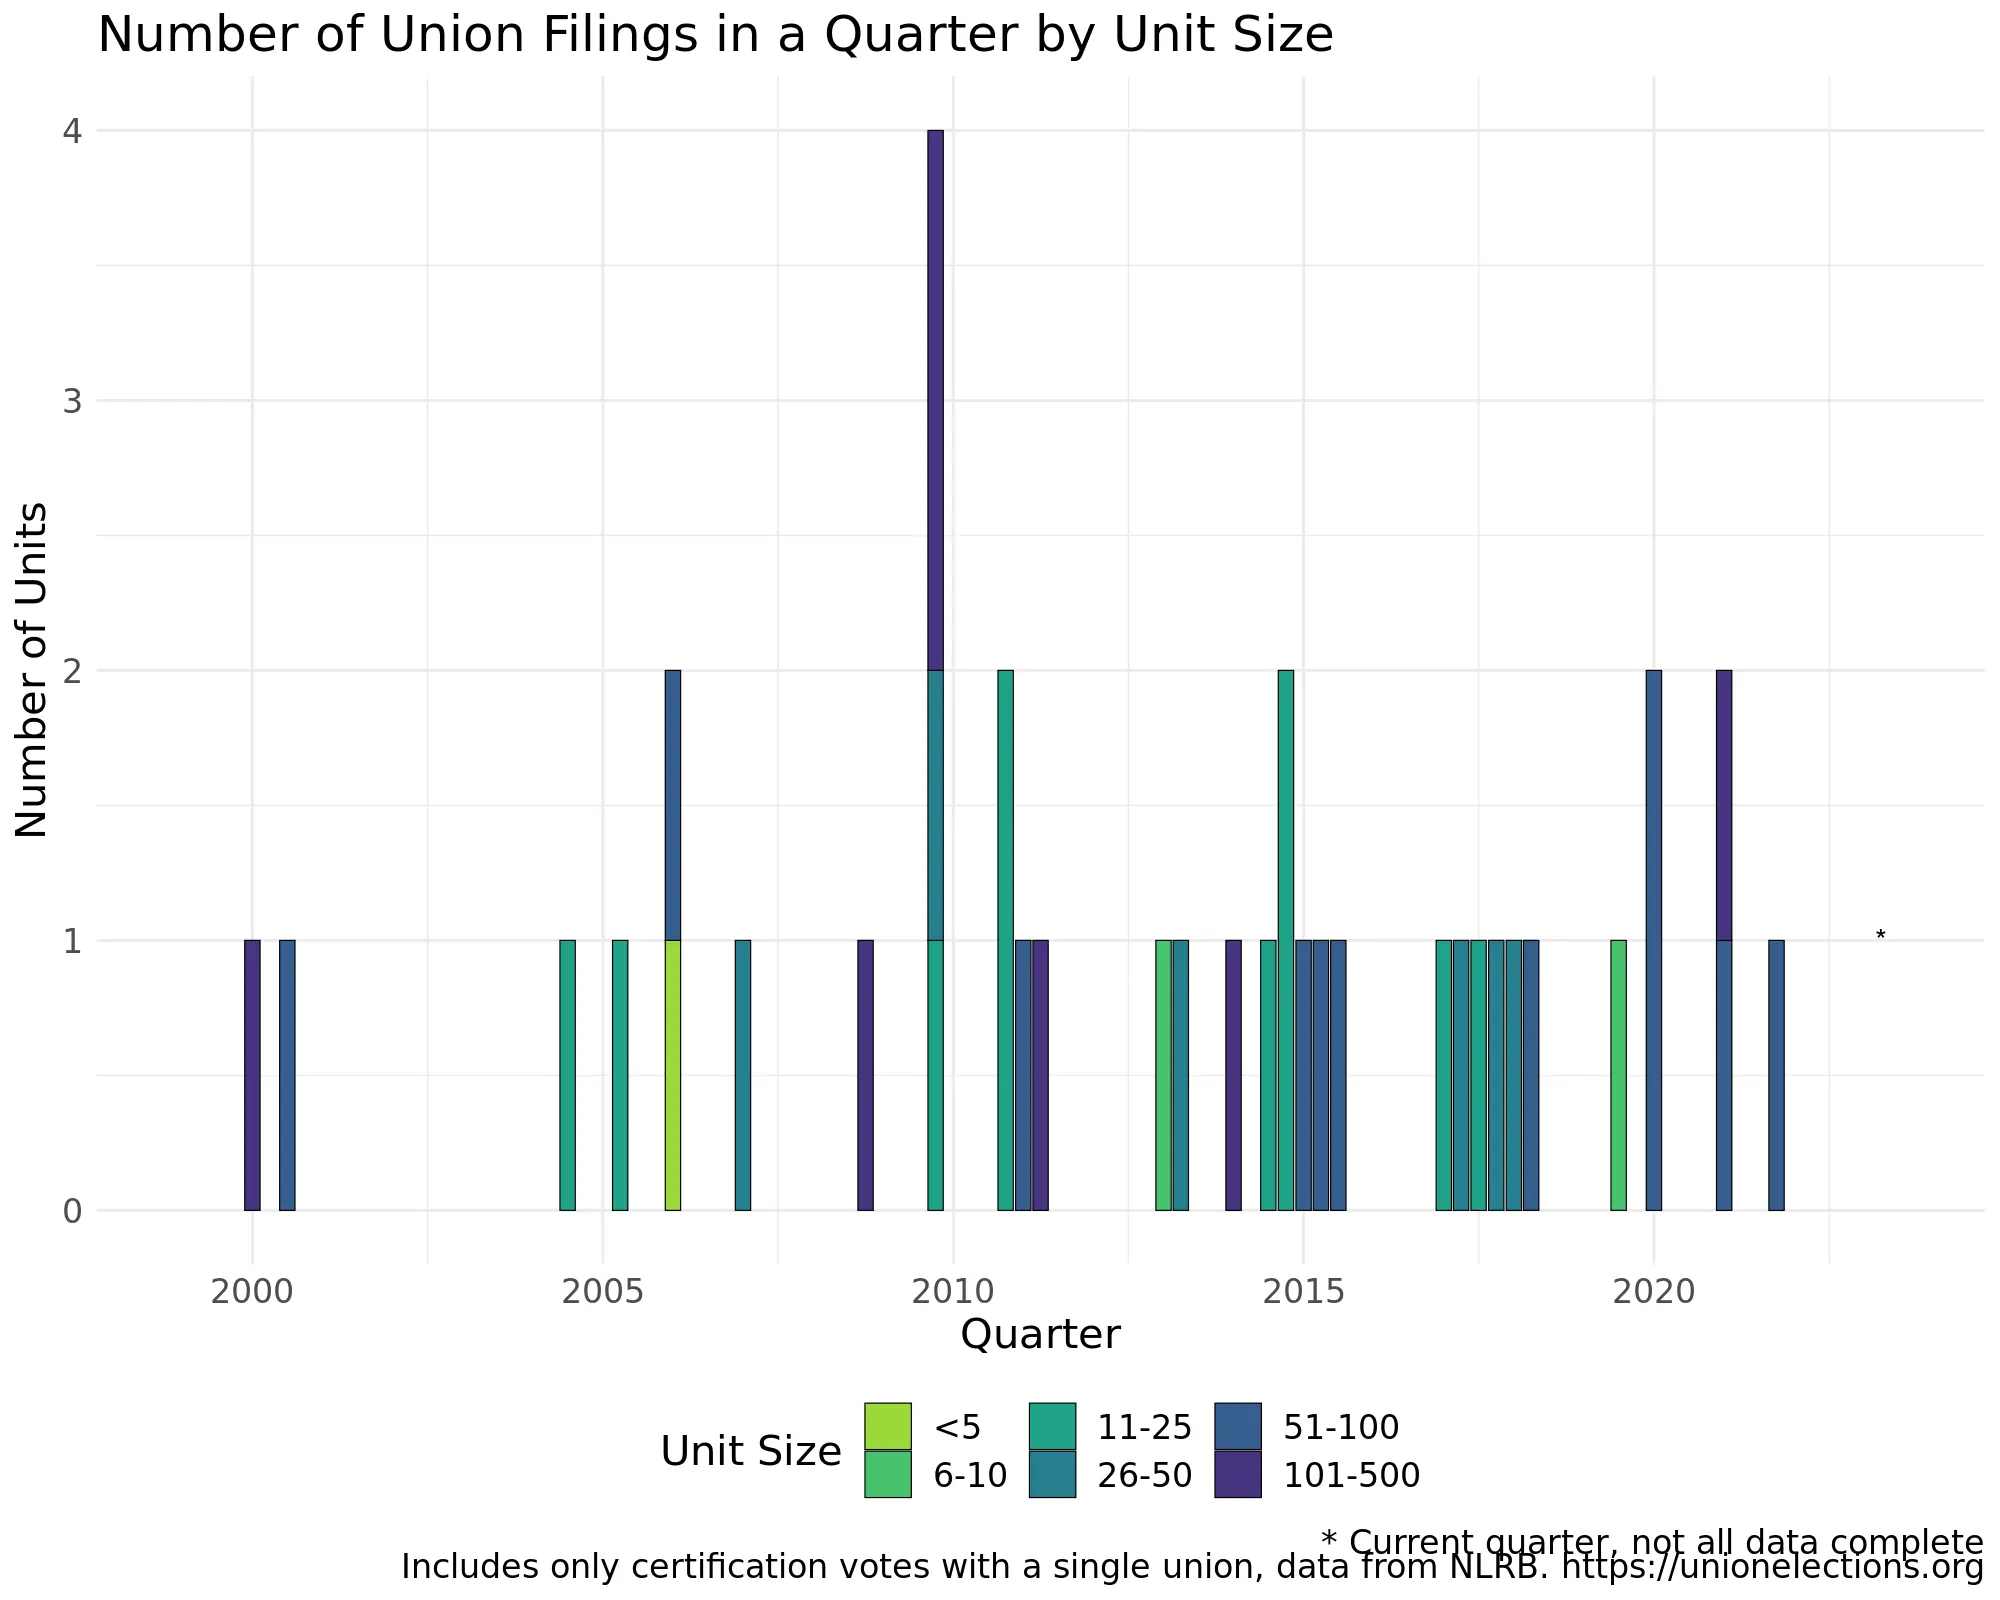 Number of Union Filings in a Quarter by Unit Size
4
3
2
1
0
Number of Units
*
2000 2005 2010 2015 2020
Quarter
Unit Size
<5 11-25 51-100
6-10 26-50 101-500
* Current quarter, not all data complete
Includes only certification votes with a single union, data from NLRB. https://unionelections.org